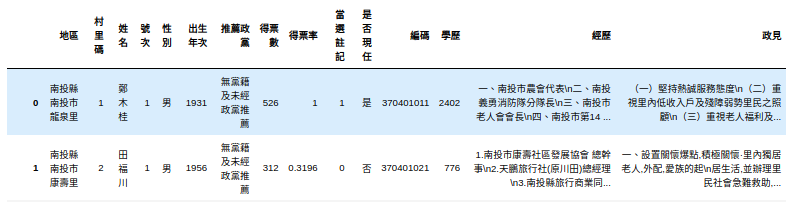 地區 村里碼 姓名 號次 性別 出生年次 推薦政黨 得票數 得票率 當選註記 是否現任 編碼 學歷 經歷 政見
0 南投縣南投市龍泉里 1 鄭木桂 1 男 1931 無黨籍及未經政黨推薦 526 1 1 是 370401011 2402 一、南投市農會代表\n二、南投義勇消防隊分隊長\n三、南投市老人會會長\n四、南投市第14 ... （一）堅持熱誠服務態度\n（二）重視里內低收入戶及殘障弱勢里民之照顧\n（三）重視老人福利及...
1 南投縣南投市康壽里 2 田福川 1 男 1956 無黨籍及未經政黨推薦 312 0.3196 0 否 370401021 776 1.南投市康壽社區發展協會 總幹事\n2.天鵬旅行社(原川田)總經理\n3.南投縣旅行商業同... 一、設置關懷爆點,積極關懷·里內獨居老人,外配,愛族的起\n居生活,並辦理里民社會急難救助,...